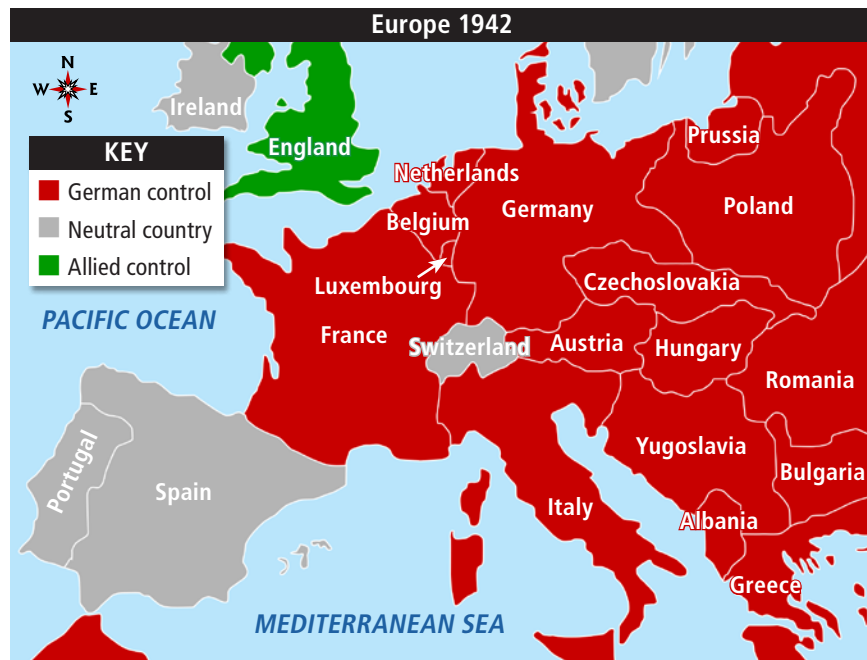 Europe 1942
N
W E
S
Ireland
England
KEY
German control
Neutral country
Allied control
Netherlands
Prussia
Belgium
Germany
Poland
Luxembourg
Czechoslovakia
PACIFIC OCEAN
France
Switzerland
Austria
Hungary
Romania
Portugal
Spain
Yugoslavia
Bulgaria
Italy
Albania
Greece
MEDITERRANEAN SEA